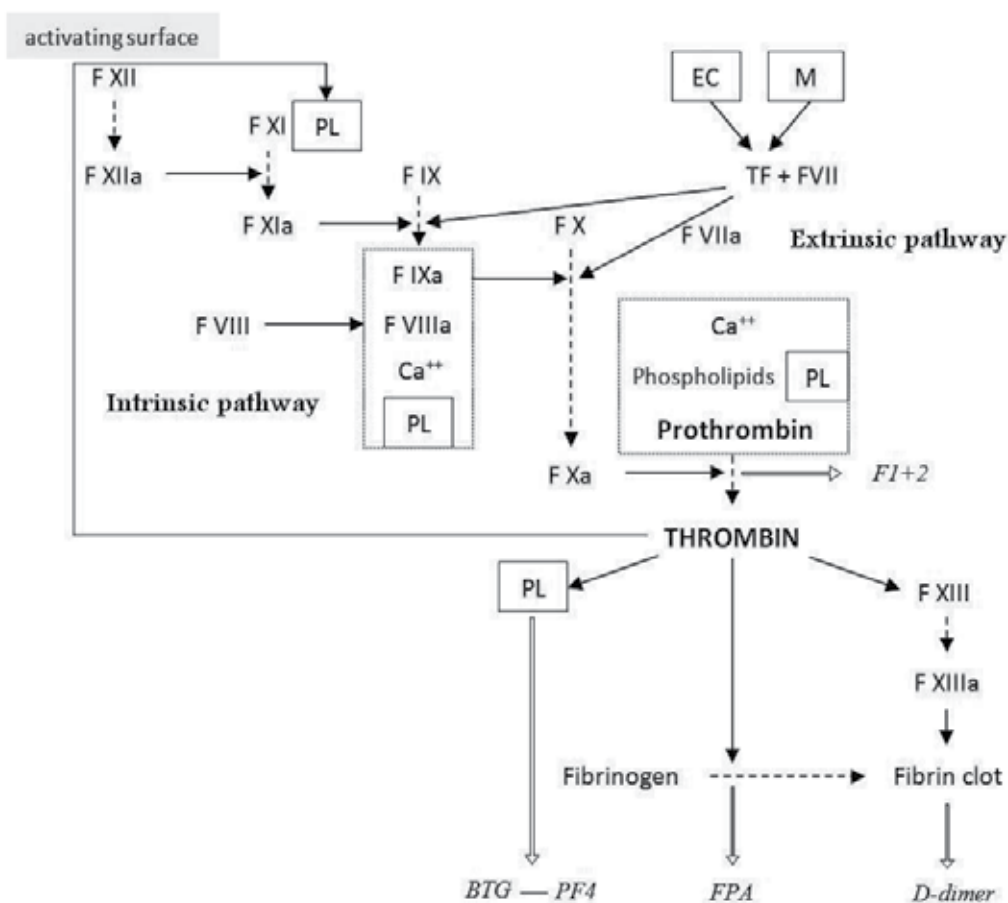 activating surface
F XII
EC
M
F XI
PL
F XIIa
F IX
TF + FVII
F XIa
F X
F VIIa
Extrinsic pathway
F IXa
F VIII
F VIIIa
Ca++
Ca++
Phospholipids
PL
Intrinsic pathway
PL
Prothrombin
F Xa
F1+2
THROMBIN
PL
F XIII
F XIIIa
Fibrinogen
Fibrin clot
BTG — PF4
FPA
D-dimer